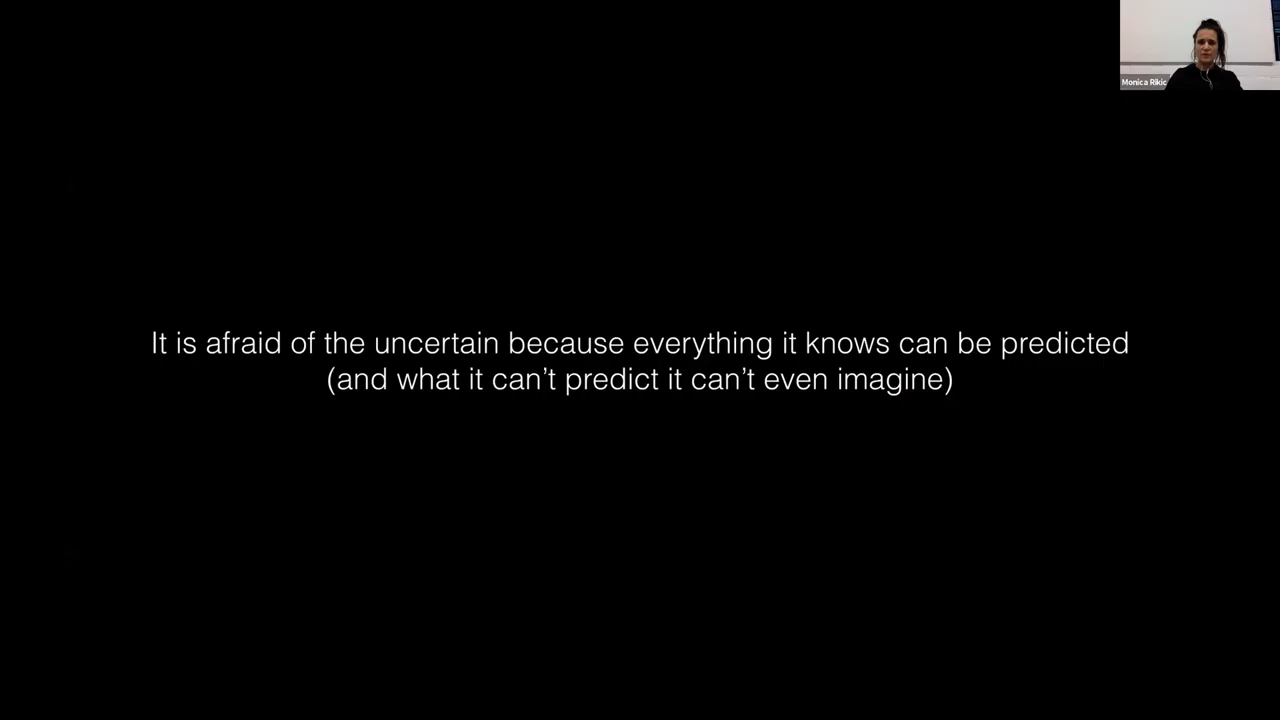 Monica Rikic
It is afraid of the uncertain because everything it knows can be predicted
(and what it can't predict it can't even imagine)